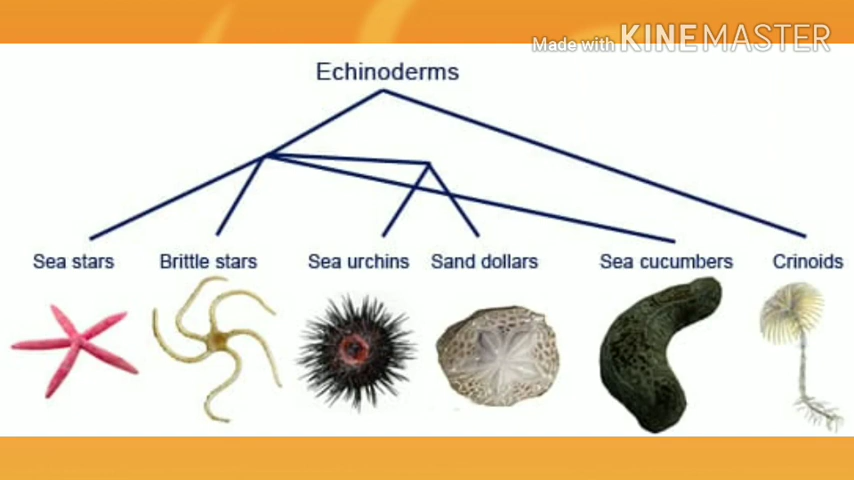 Made with KINEMASTER
Echinoderms
Sea stars
Brittle stars
Sea urchins
Sand dollars
Sea cucumbers
Crinoids